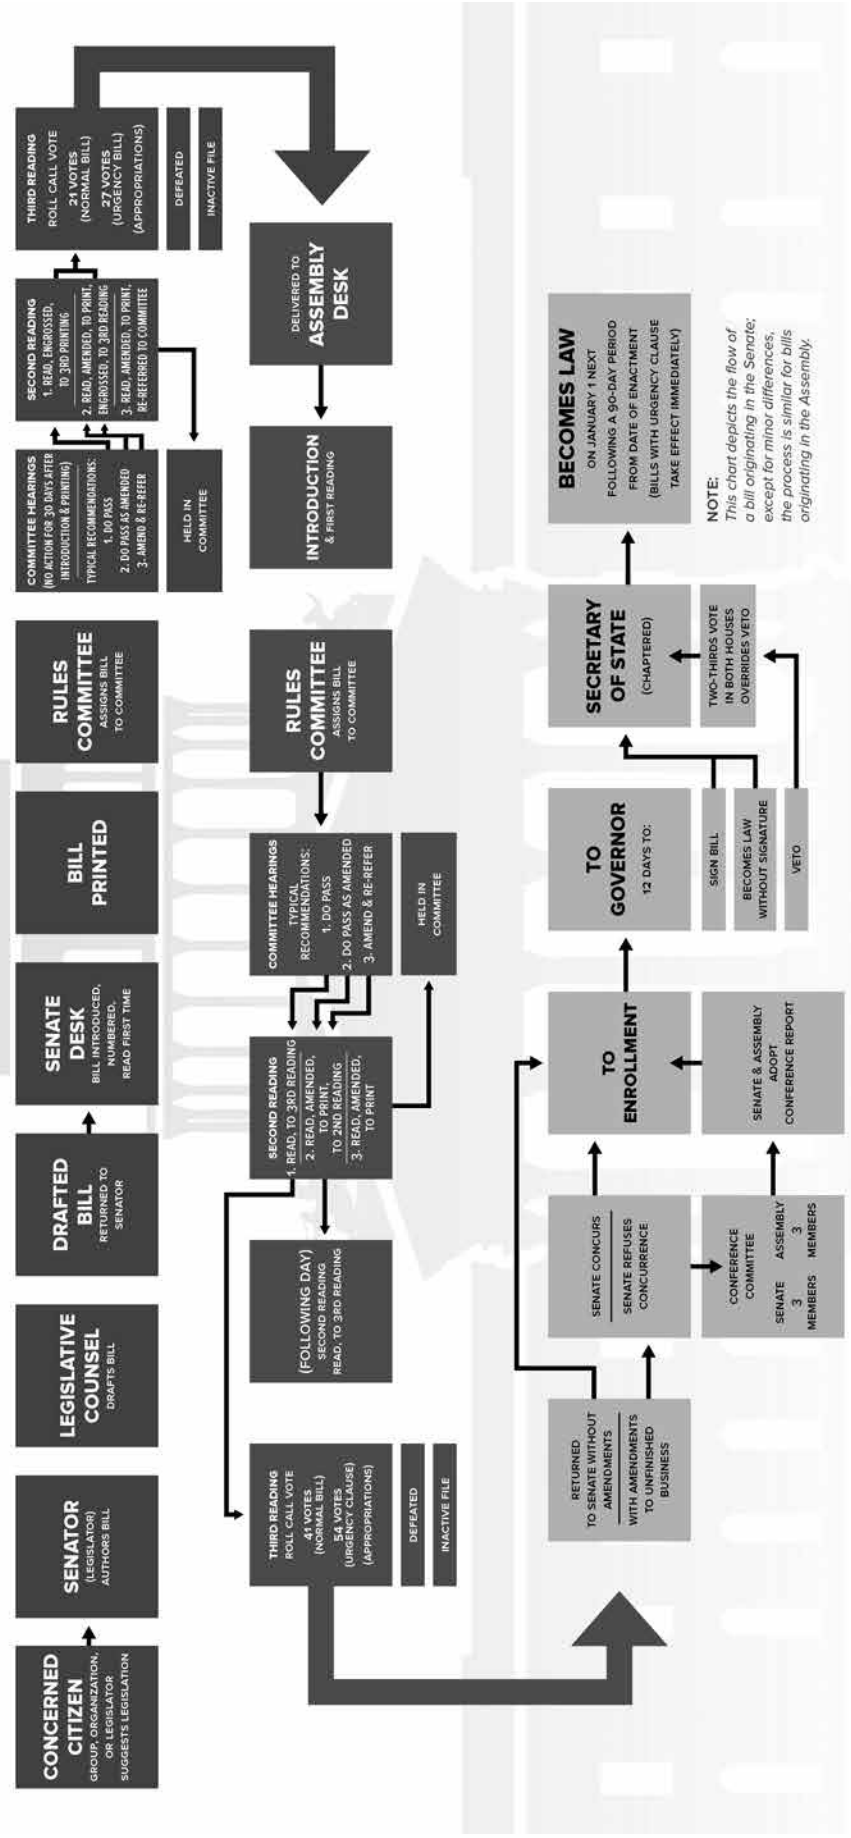 CONCERNED
CITIZEN
GROUP, ORGANIZATION,
OR LEGISLATOR
SUGGESTS LEGISLATION
SENATOR
(LEGISLATOR)
AUTHORS BILL
LEGISLATIVE
COUNSEL
DRAFTS BILL
DRAFTED
BILL
RETURNED TO
SENATOR
SENATE
DESK
BILL INTRODUCED,
NUMBERED,
READ FIRST TIME
BILL
PRINTED
RULES
COMMITTEE
ASSIGNS BILL
TO COMMITTEE
COMMITTEE HEARINGS
(NO ACTION FOR 30 DAYS AFTER
INTRODUCTION & PRINTING)
TYPICAL RECOMMENDATIONS:
1. DO PASS
2. DO PASS AS AMENDED
3. AMEND & RE-REFER
HELD IN
COMMITTEE
SECOND READING
1. READ, ENGROSSED,
TO 3RD PRINTING
2. READ, AMENDED, TO PRINT,
ENGROSSED, TO 3RD READING
3. READ, AMENDED, TO PRINT,
RE-REFERRED TO COMMITTEE
THIRD READING
ROLL CALL VOTE
21 VOTES
(NORMAL BILL)
27 VOTES
(URGENCY BILL)
(APPROPRIATIONS)
DEFEATED
INACTIVE FILE
DELIVERED TO
ASSEMBLY
DESK
INTRODUCTION
& FIRST READING
RULES
COMMITTEE
ASSIGNS BILL
TO COMMITTEE
COMMITTEE HEARINGS
TYPICAL
RECOMMENDATIONS:
1. DO PASS
2. DO PASS AS AMENDED
3. AMEND & RE-REFER
HELD IN
COMMITTEE
SECOND READING
1. READ, TO 3RD READING
2. READ, AMENDED,
TO PRINT,
TO 2ND READING
3. READ, AMENDED,
TO PRINT
(FOLLOWING DAY)
SECOND READING
READ, TO 3RD READING
THIRD READING
ROLL CALL VOTE
41 VOTES
(NORMAL BILL)
54 VOTES
(URGENCY CLAUSE)
(APPROPRIATIONS)
DEFEATED
INACTIVE FILE
RETURNED
TO SENATE WITHOUT
AMENDMENTS
WITH AMENDMENTS
TO UNFINISHED
BUSINESS
SENATE CONCURS
SENATE REFUSES
CONCURRENCE
CONFERENCE
COMMITTEE
SENATE ASSEMBLY
3 3
MEMBERS MEMBERS
TO
ENROLLMENT
SENATE & ASSEMBLY
ADOPT
CONFERENCE REPORT
TO
GOVERNOR
12 DAYS TO:
SIGN BILL
BECOMES LAW
WITHOUT SIGNATURE
VETO
SECRETARY
OF STATE
(CHAPTERED)
TWO-THIRDS VOTE
IN BOTH HOUSES
OVERRIDES VETO
BECOMES LAW
ON JANUARY 1 NEXT
FOLLOWING A 90-DAY PERIOD
FROM DATE OF ENACTMENT
(BILLS WITH URGENCY CLAUSE
TAKE EFFECT IMMEDIATELY)
NOTE:
This chart depicts the flow of
a bill originating in the Senate;
except for minor differences,
the process is similar for bills
originating in the Assembly.